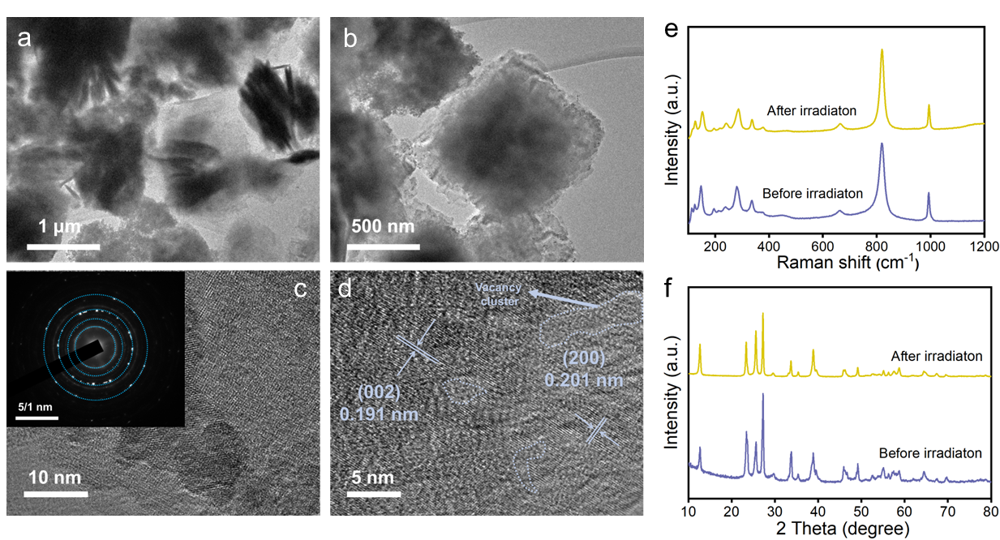 a
1 μm
b
500 nm
c
5/1 nm
10 nm
d
Vacancy
cluster
(002)
0.191 nm
(200)
0.201 nm
5 nm
e
Intensity (a.u.)
After irradiaton
Before irradiaton
200 400 600 800 1000 1200
Raman shift (cm⁻¹)
f
Intensity (a.u.)
After irradiaton
Before irradiaton
10 20 30 40 50 60 70 80
2 Theta (degree)